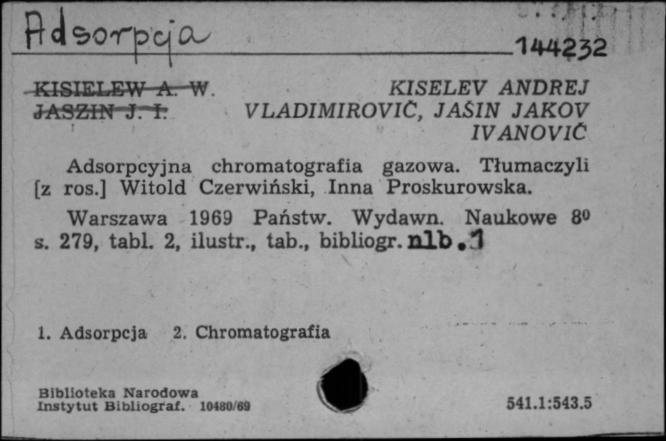 Adsorpcja
144232
KISIELEW A. W. KISELEV ANDREJ
JASZIN J. I. VLADIMIROVIČ, JAŠIN JAKOV
IVANOVIČ
Adsorpcyjna chromatografia gazowa. Tłumaczyli
[z ros.] Witold Czerwiński, Inna Proskurowska.
Warszawa 1969 Państw. Wydawn. Naukowe 8⁰
s. 279, tabl. 2, ilustr., tab., bibliogr. nlb. 1
1. Adsorpcja 2. Chromatografia
Biblioteka Narodowa
Instytut Bibliograf. 10480/69 541.1:543.5